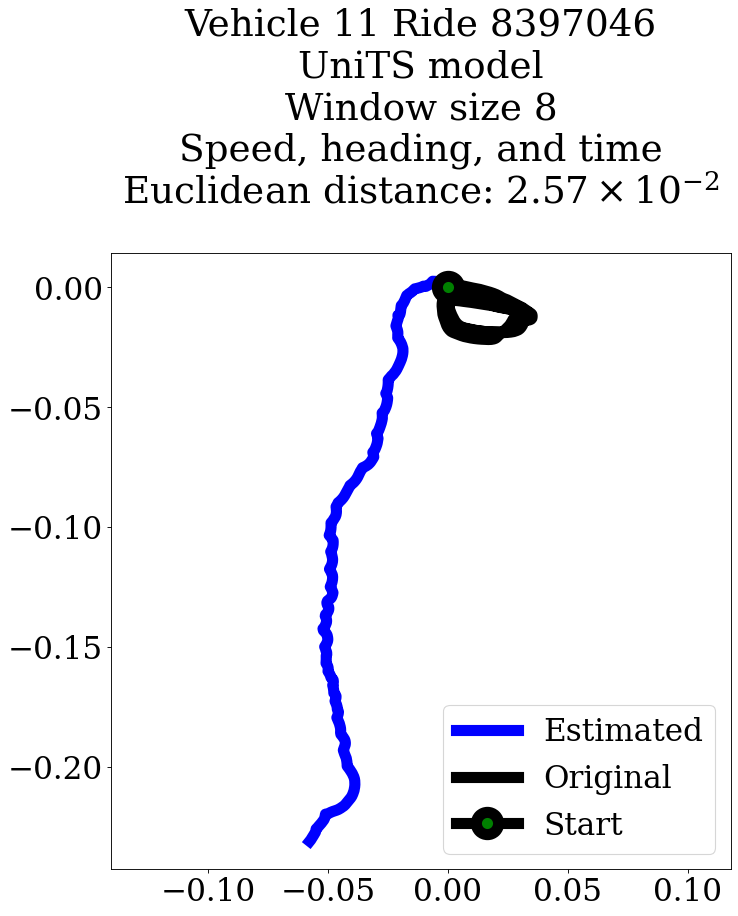 Vehicle 11 Ride 8397046
UniTS model
Window size 8
Speed, heading, and time
Euclidean distance: 2.57 × 10⁻²
0.00
−0.05
−0.10
−0.15
−0.20
Estimated
Original
Start
−0.10 −0.05 0.00 0.05 0.10